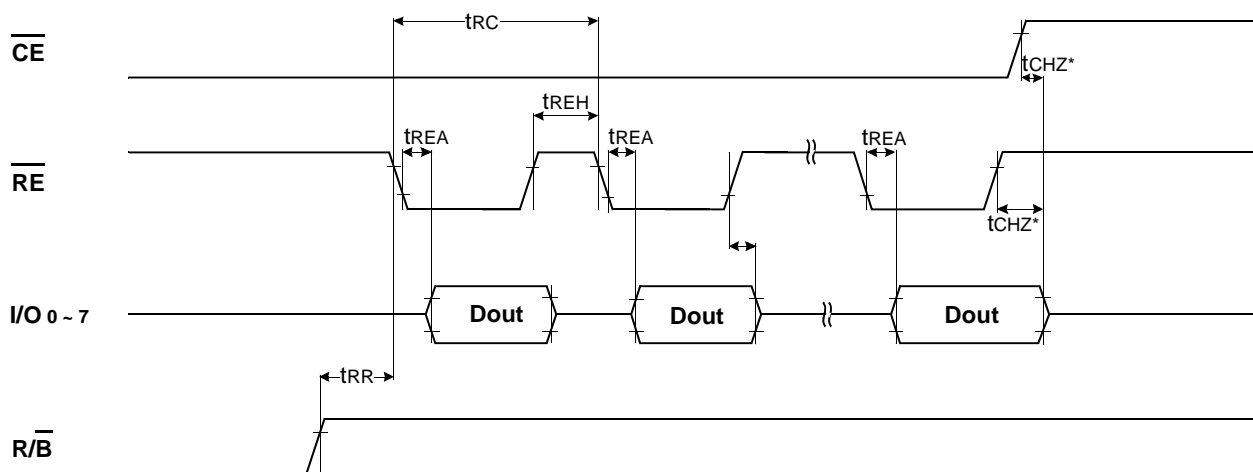 tRC
CE
tCHZ*
tREH
tREA
tREA
tREA
RE
tCHZ*
I/O 0 ~ 7
Dout
Dout
Dout
tRR
R/B